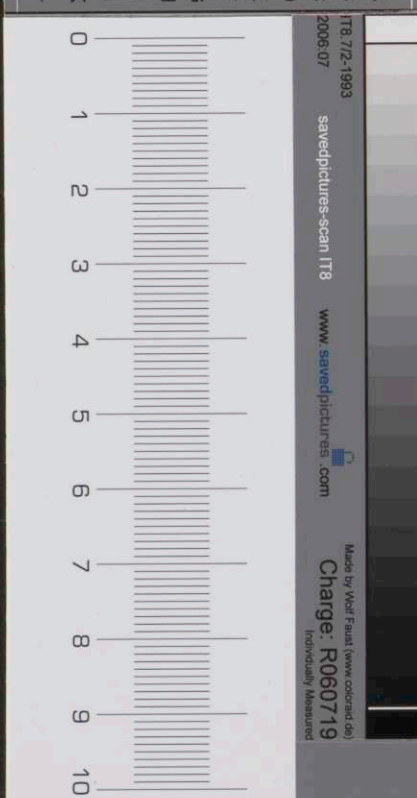 0
1
2
3
4
5
6
7
8
9
10
IT8.7/2-1993
2006:07
savedpictures-scan IT8
www.savedpictures.com
Made by Wolf Faust (www.coloraid.de)
Charge: R060719
Individually Measured